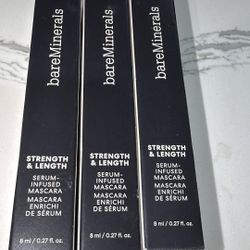 bareMinerals
STRENGTH
& LENGTH
SERUM-
INFUSED
MASCARA
MASCARA
ENRICHI
DE SÉRUM
8 ml / 0.27 fl. oz.
bareMinerals
STRENGTH
& LENGTH
SERUM-
INFUSED
MASCARA
MASCARA
ENRICHI
DE SÉRUM
8 ml / 0.27 fl. oz.
bareMinerals
STRENGTH
& LENGTH
SERUM-
INFUSED
MASCARA
MASCARA
ENRICHI
DE SÉRUM
8 ml / 0.27 fl. oz.